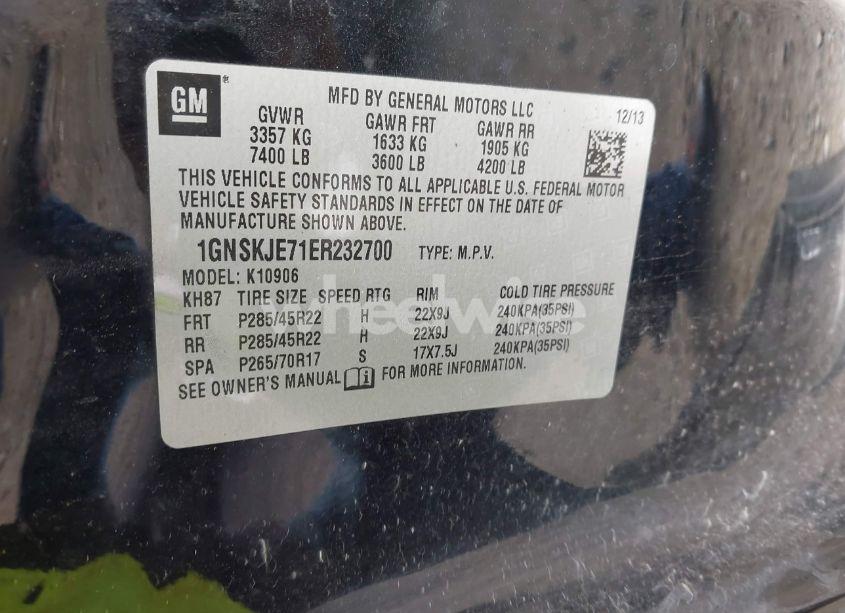 GM®
MFD BY GENERAL MOTORS LLC
12/13
GVWR GAWR FRT GAWR RR
3357 KG 1633 KG 1905 KG
7400 LB 3600 LB 4200 LB
THIS VEHICLE CONFORMS TO ALL APPLICABLE U.S. FEDERAL MOTOR
VEHICLE SAFETY STANDARDS IN EFFECT ON THE DATE OF
MANUFACTURE SHOWN ABOVE.
1GNSKJE71ER232700 TYPE: M.P.V.
MODEL: K10906
KH87 TIRE SIZE SPEED RTG RIM COLD TIRE PRESSURE
FRT P285/45R22 H 22X9J 240KPA(35PSI)
RR P285/45R22 H 22X9J 240KPA(35PSI)
SPA P265/70R17 S 17X7.5J 240KPA(35PSI)
SEE OWNER'S MANUAL FOR MORE INFORMATION.
wheelwire